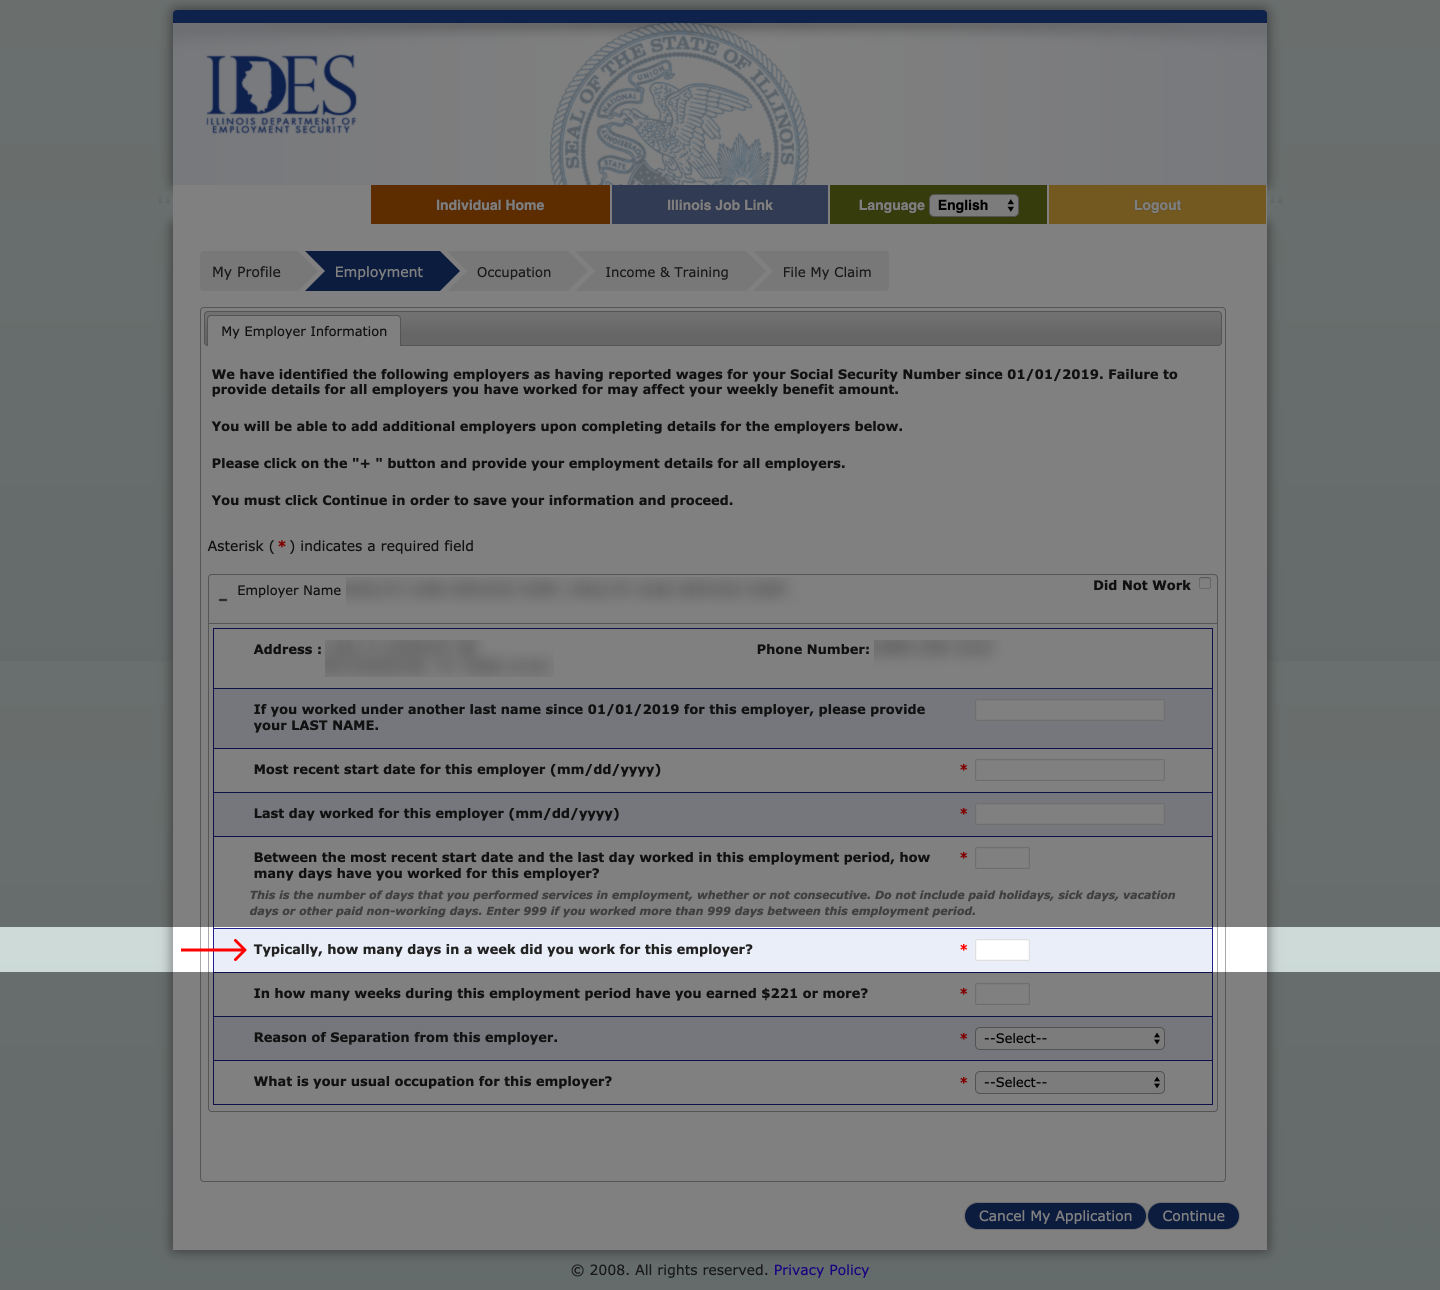 IDES
ILLINOIS DEPARTMENT OF
EMPLOYMENT SECURITY
SEAL OF THE STATE OF ILLINOIS
Individual Home
Illinois Job Link
Language English
Logout
My Profile
Employment
Occupation
Income & Training
File My Claim
My Employer Information
We have identified the following employers as having reported wages for your Social Security Number since 01/01/2019. Failure to
provide details for all employers you have worked for may affect your weekly benefit amount.
You will be able to add additional employers upon completing details for the employers below.
Please click on the "+ " button and provide your employment details for all employers.
You must click Continue in order to save your information and proceed.
Asterisk ( * ) indicates a required field
Employer Name
Did Not Work
Address :
Phone Number:
If you worked under another last name since 01/01/2019 for this employer, please provide
your LAST NAME.
Most recent start date for this employer (mm/dd/yyyy) *
Last day worked for this employer (mm/dd/yyyy) *
Between the most recent start date and the last day worked in this employment period, how *
many days have you worked for this employer?
This is the number of days that you performed services in employment, whether or not consecutive. Do not include paid holidays, sick days, vacation
days or other paid non-working days. Enter 999 if you worked more than 999 days between this employment period.
Typically, how many days in a week did you work for this employer? *
In how many weeks during this employment period have you earned $221 or more? *
Reason of Separation from this employer. * --Select--
What is your usual occupation for this employer? * --Select--
Cancel My Application
Continue
© 2008. All rights reserved. Privacy Policy